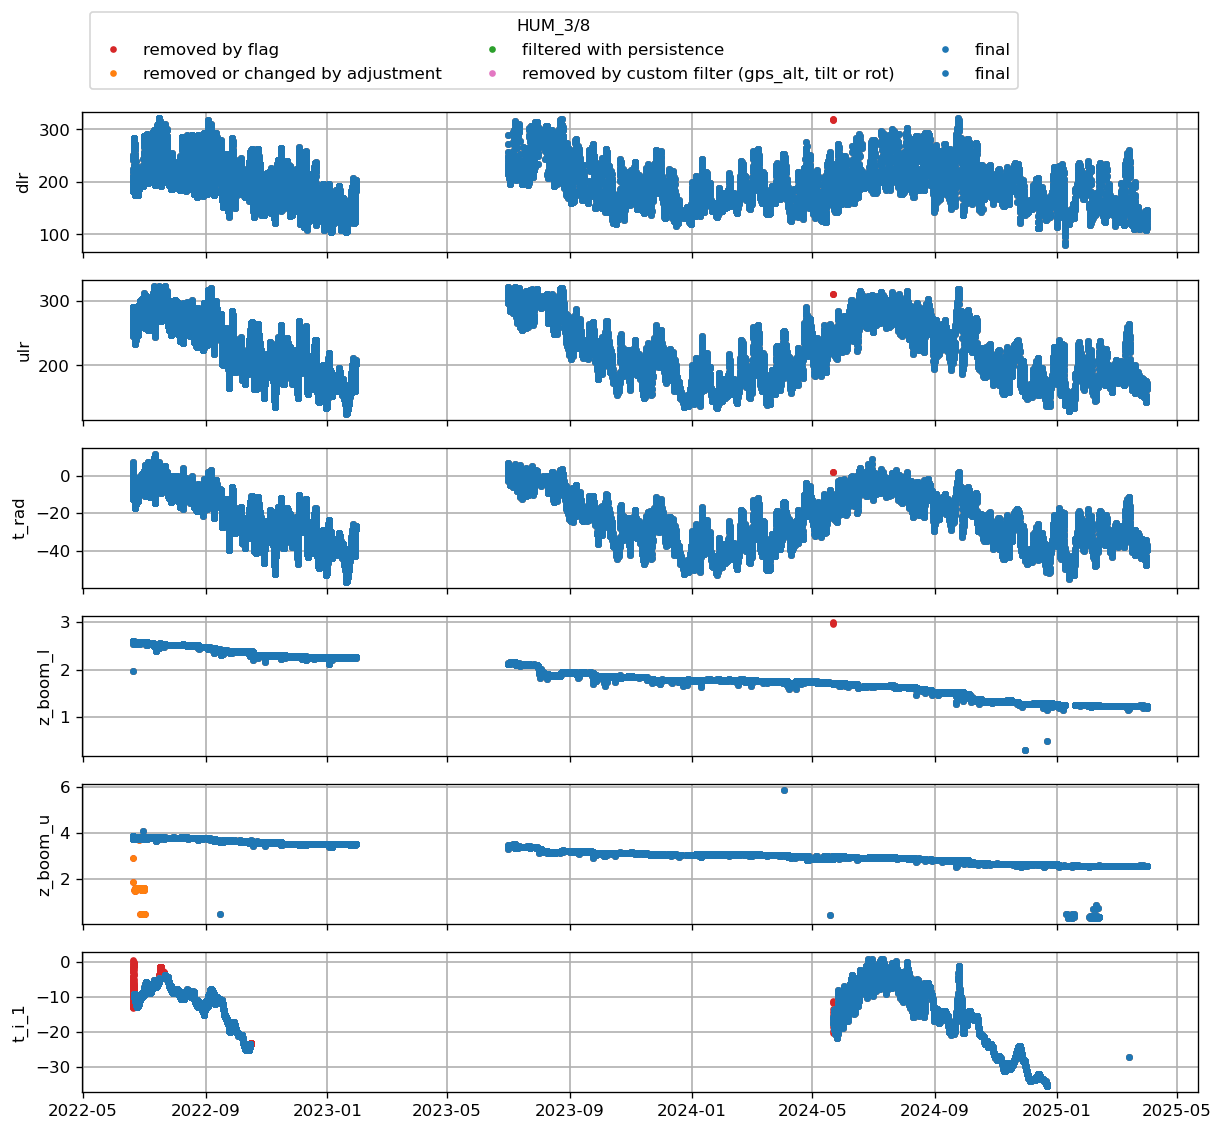 HUM_3/8
removed by flag
filtered with persistence
final
removed or changed by adjustment
removed by custom filter (gps_alt, tilt or rot)
final
300
200
100
dlr
300
200
ulr
0
−20
−40
t_rad
3
2
1
z_boom_l
6
4
2
z_boom_u
0
−10
−20
−30
t_i_1
2022-05 2022-09 2023-01 2023-05 2023-09 2024-01 2024-05 2024-09 2025-01 2025-05